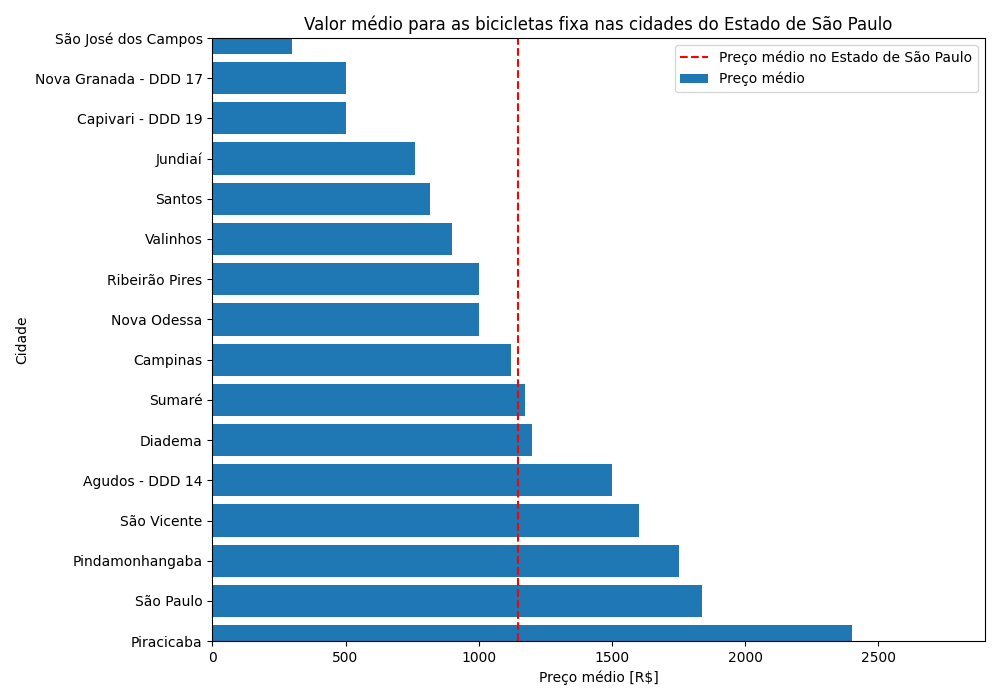 Valor médio para as bicicletas fixa nas cidades do Estado de São Paulo
Preço médio no Estado de São Paulo
Preço médio
São José dos Campos
Nova Granada - DDD 17
Capivari - DDD 19
Jundiaí
Santos
Valinhos
Ribeirão Pires
Nova Odessa
Campinas
Sumaré
Diadema
Agudos - DDD 14
São Vicente
Pindamonhangaba
São Paulo
Piracicaba
Cidade
0 500 1000 1500 2000 2500
Preço médio [R$]